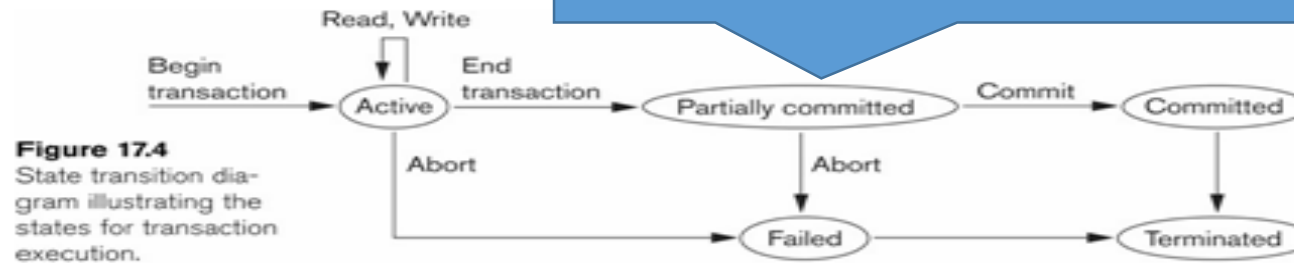 Read, Write
Begin
transaction
Active
End
transaction
Partially committed
Commit
Committed
Abort
Abort
Figure 17.4
State transition dia-
gram illustrating the
states for transaction
execution.
Failed
Terminated